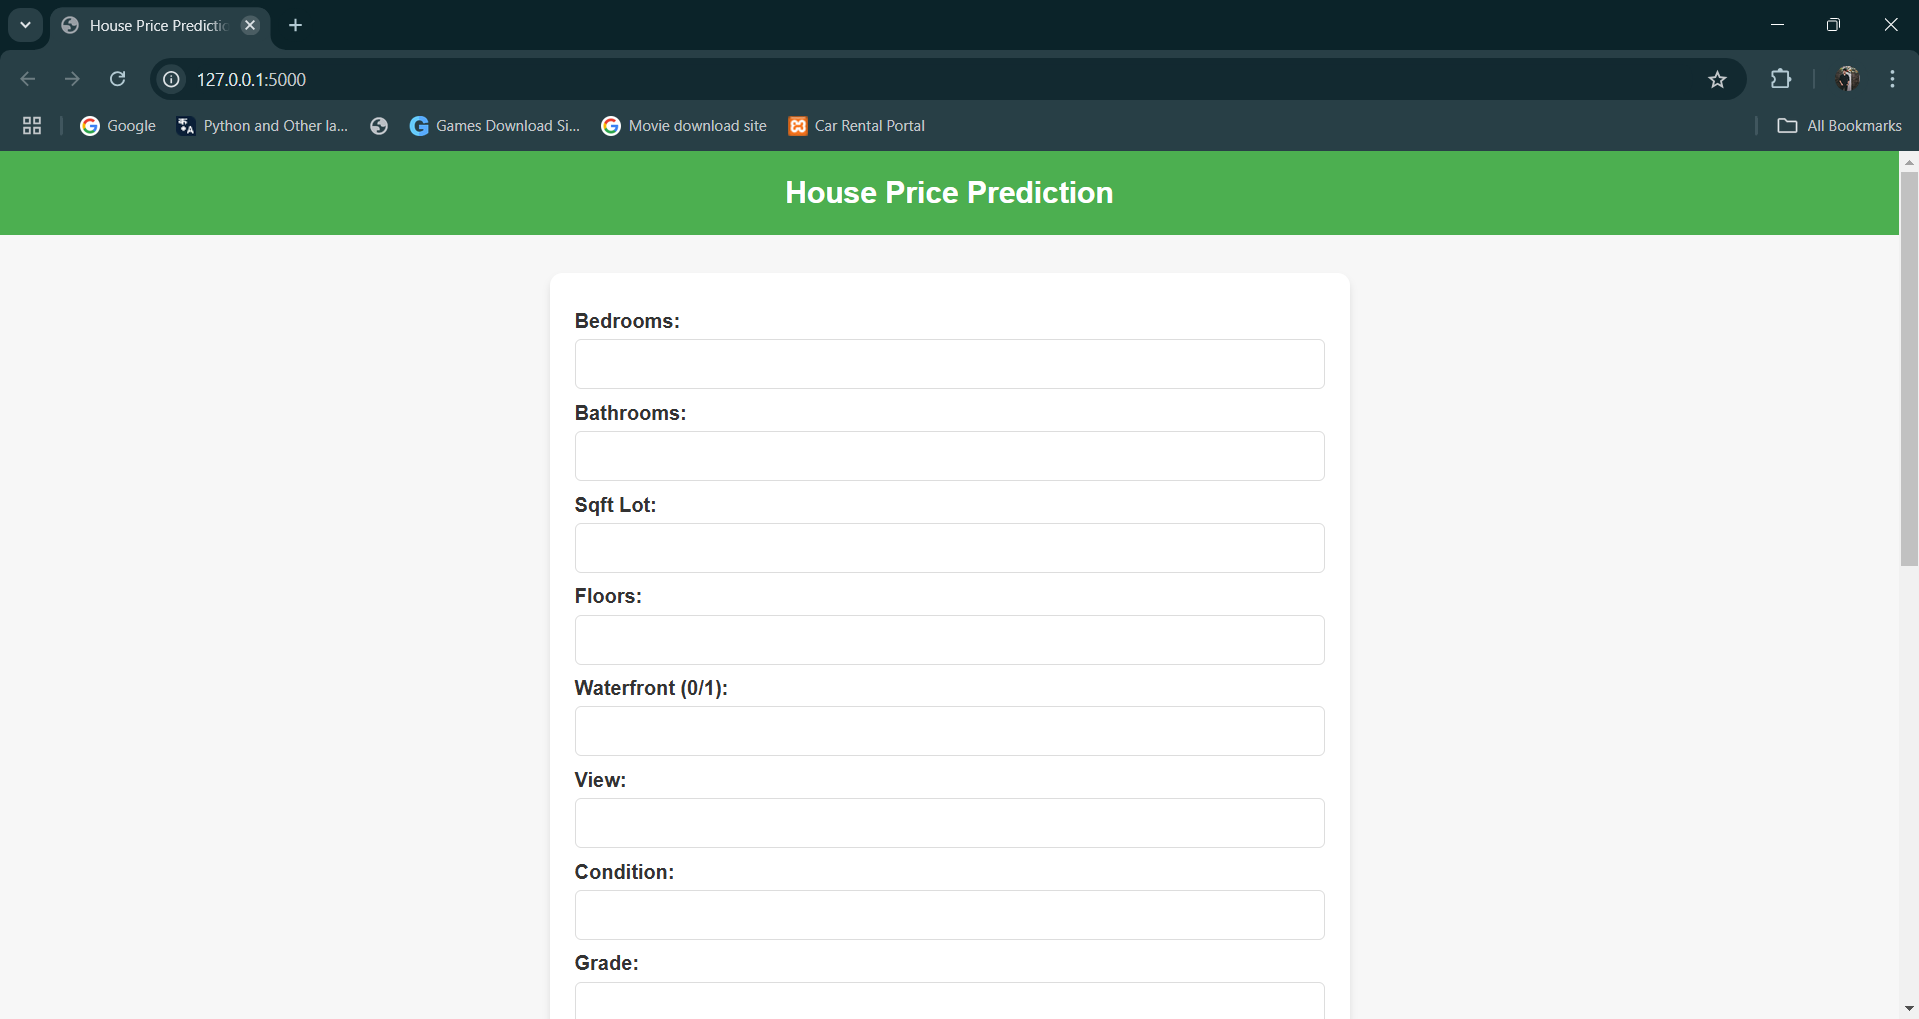 House Price Predictio
127.0.0.1:5000
Google
Python and Other la...
Games Download Si...
Movie download site
Car Rental Portal
All Bookmarks
House Price Prediction
Bedrooms:
Bathrooms:
Sqft Lot:
Floors:
Waterfront (0/1):
View:
Condition:
Grade: